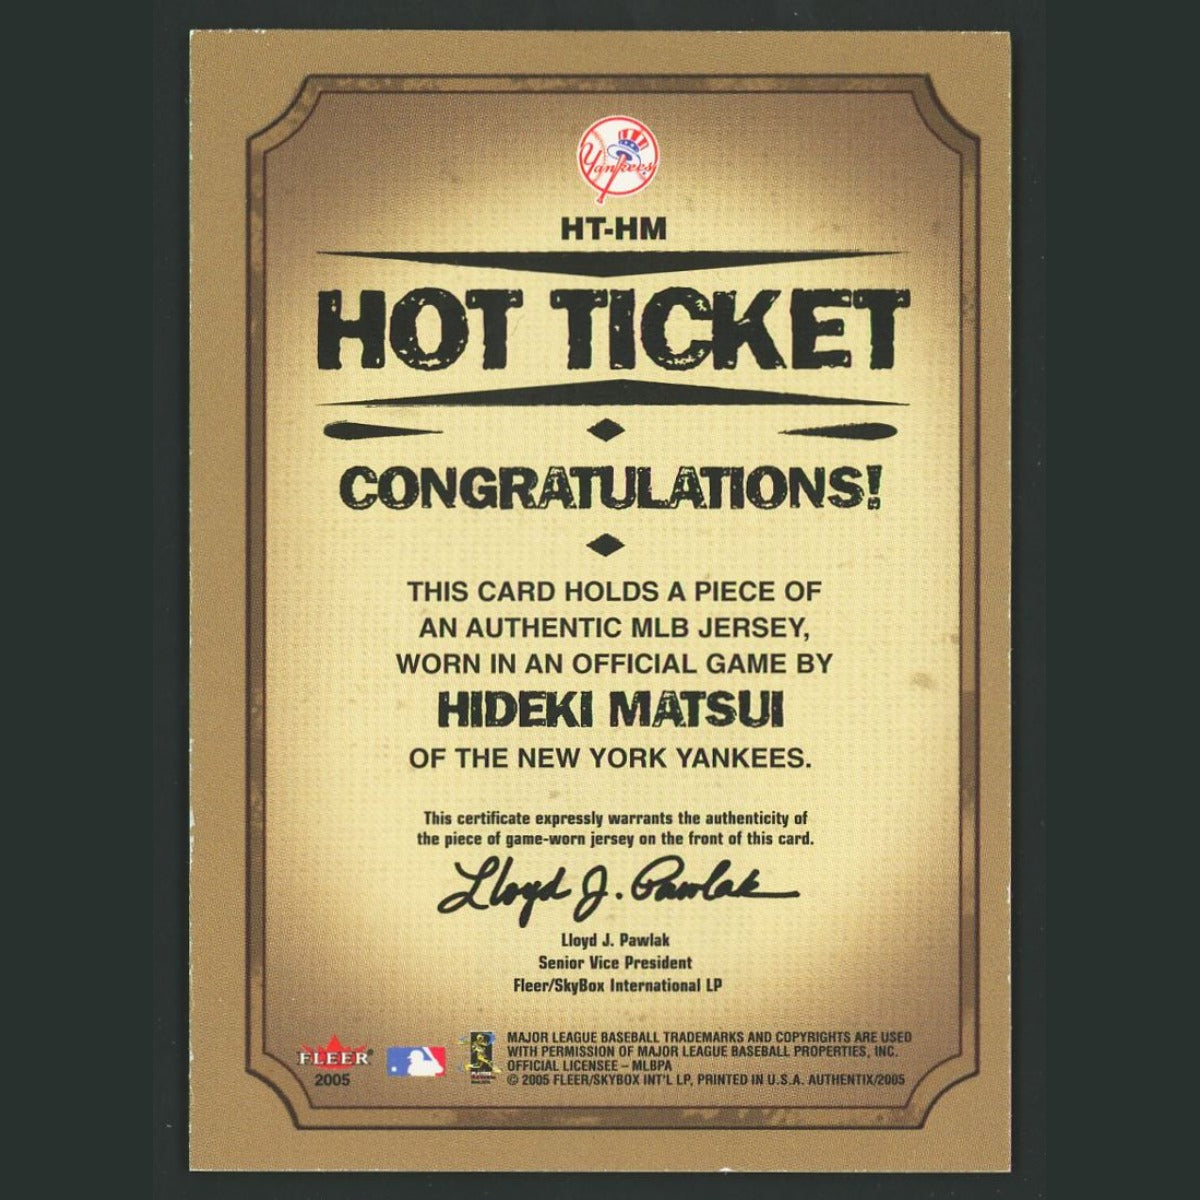 Yankees
HT-HM
HOT TICKET
CONGRATULATIONS!
THIS CARD HOLDS A PIECE OF
AN AUTHENTIC MLB JERSEY,
WORN IN AN OFFICIAL GAME BY
HIDEKI MATSUI
OF THE NEW YORK YANKEES.
This certificate expressly warrants the authenticity of
the piece of game-worn jersey on the front of this card.
Lloyd J. Pawlak
Lloyd J. Pawlak
Senior Vice President
Fleer/SkyBox International LP
FLEER®
2005
MAJOR LEAGUE BASEBALL TRADEMARKS AND COPYRIGHTS ARE USED
WITH PERMISSION OF MAJOR LEAGUE BASEBALL PROPERTIES, INC.
OFFICIAL LICENSEE – MLBPA
© 2005 FLEER/SKYBOX INT'L LP, PRINTED IN U.S.A. AUTHENTIX/2005